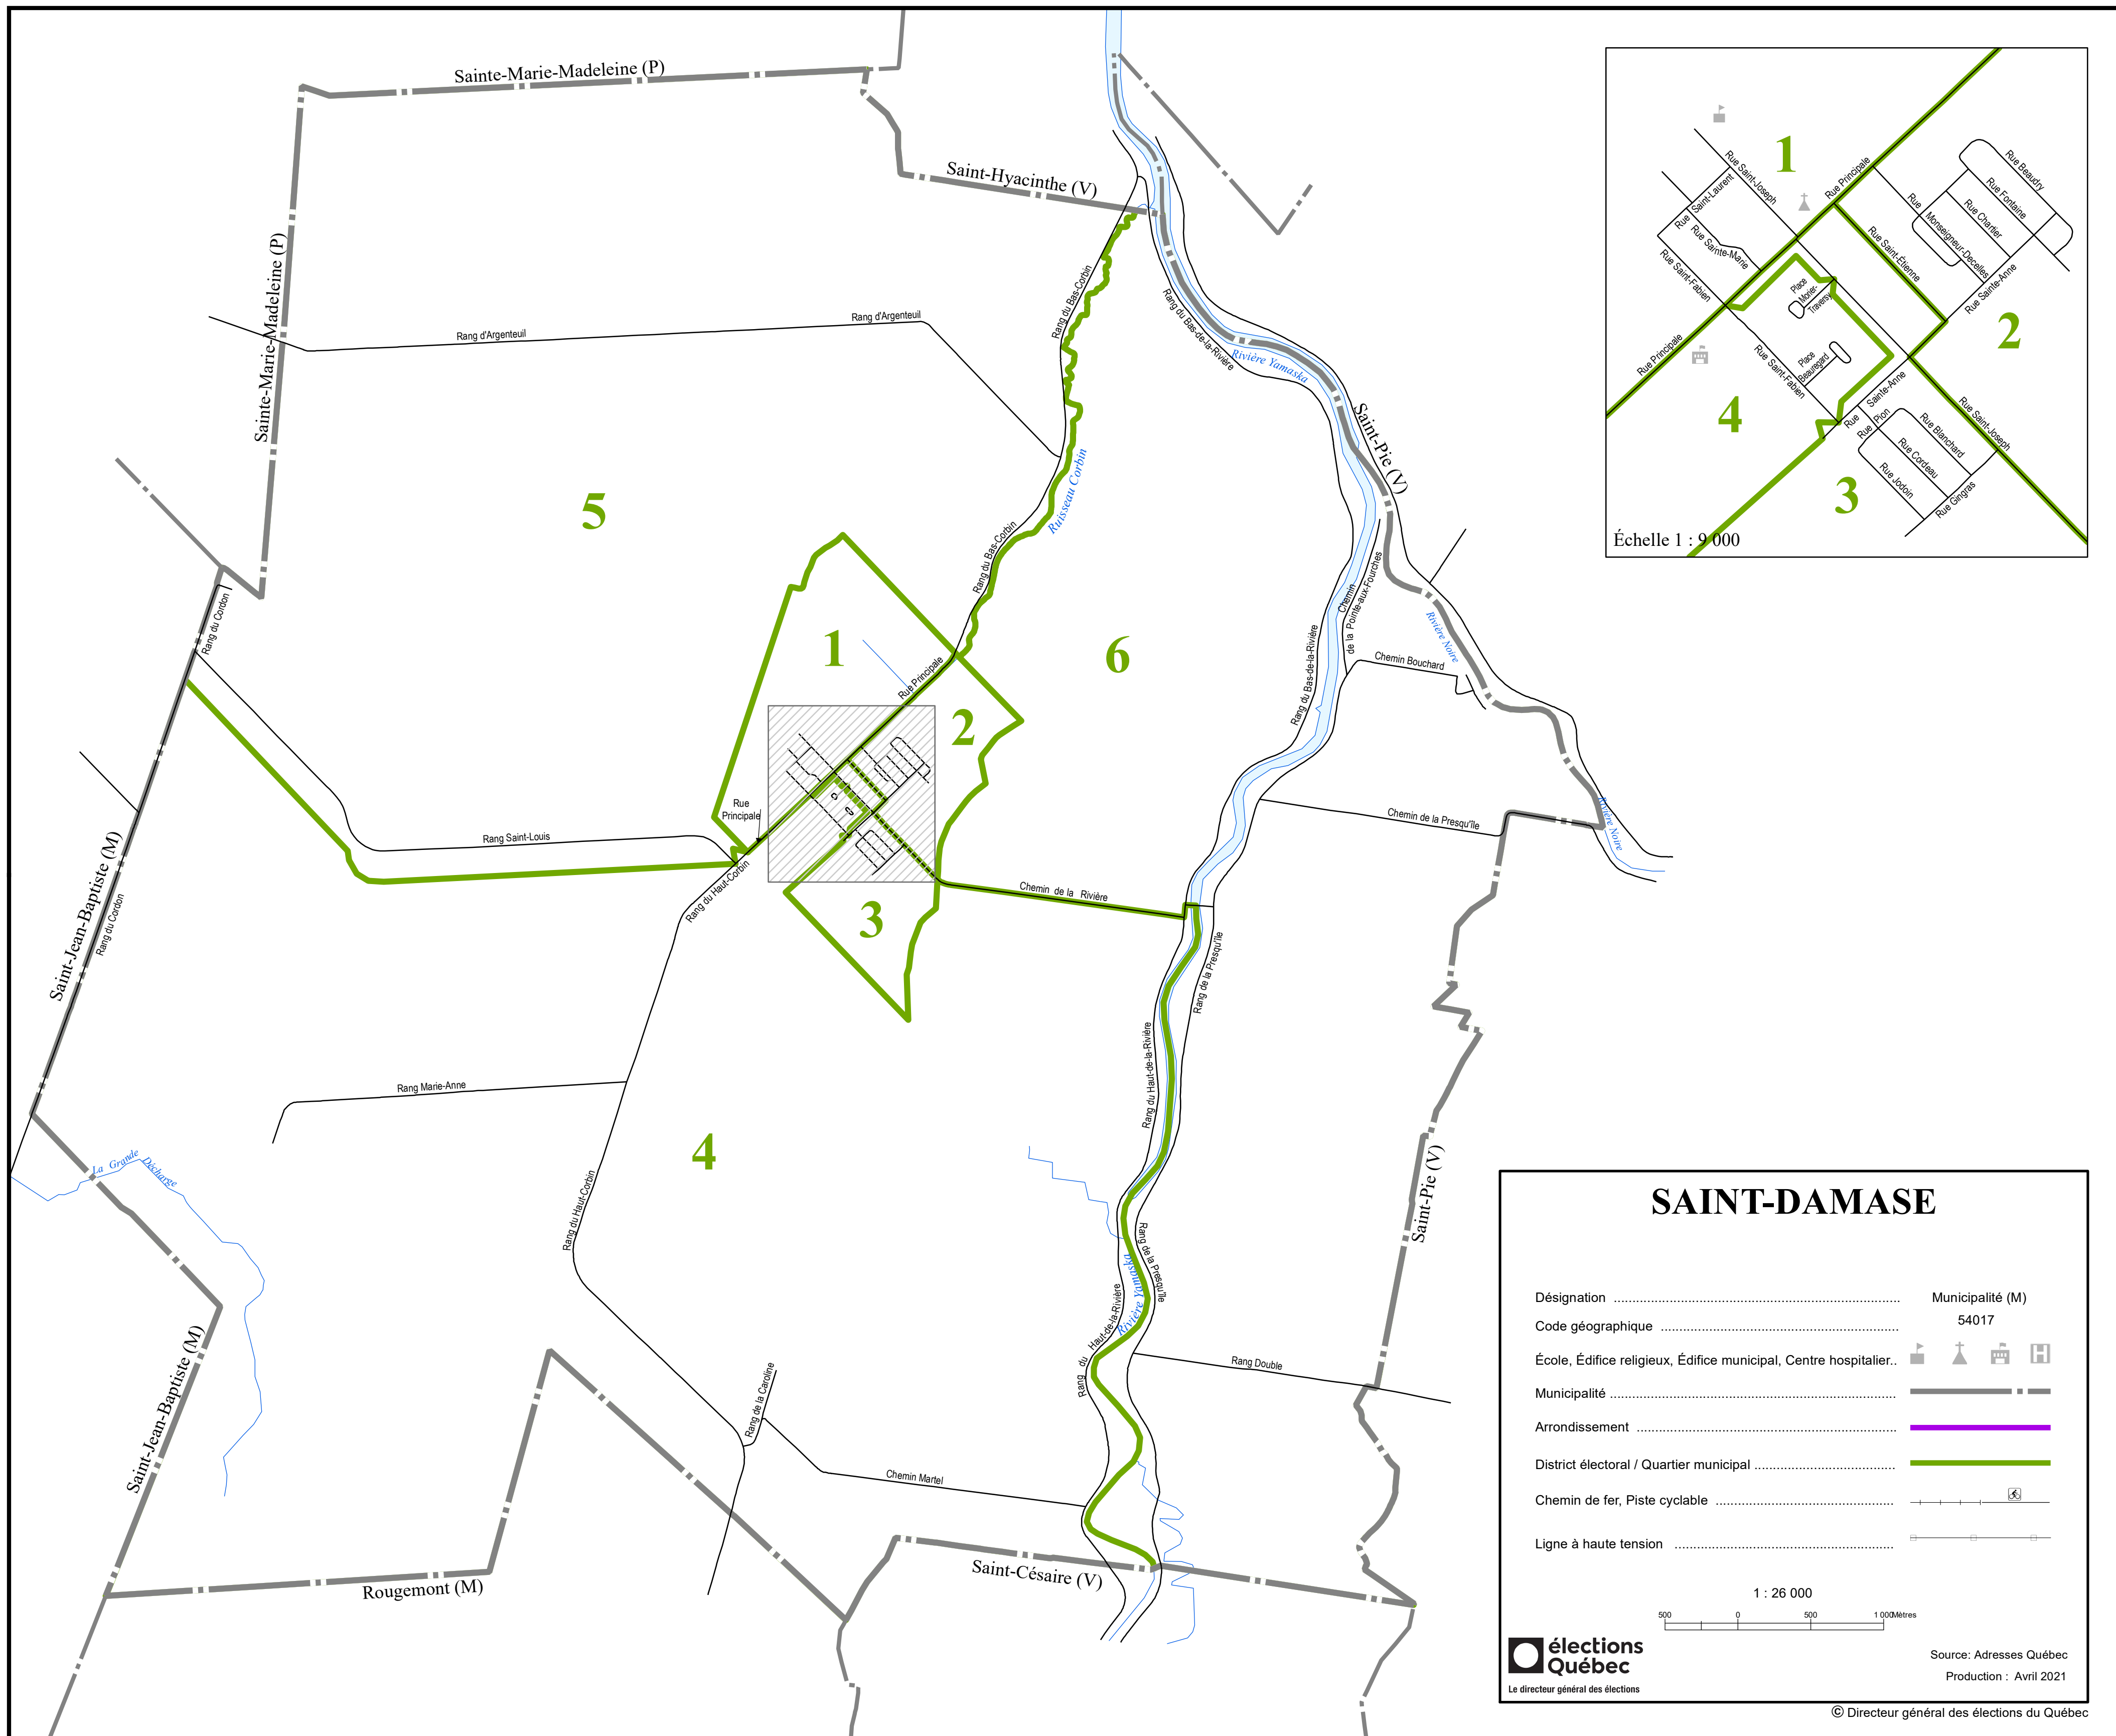 Sainte-Marie-Madeleine (P)
Saint-Hyacinthe (V)
Sainte-Marie-Madeleine (P)
Rang d'Argenteuil
Rang d'Argenteuil
Rang du Bas-Corbin
Rang du Bas-de-la-Rivière
Rivière Yamaska
Saint-Pie (V)
Ruisseau Corbin
5
Rang du Bas-Corbin
Rang du Cordon
1
6
Rue Principale
2
Rang du Bas-de-la-Rivière
Chemin
de la Pointe-aux-Fourches
Chemin Bouchard
Rivière Noire
Rue
Principale
Rang Saint-Louis
Rang du Haut-Corbin
Chemin de la Presqu'île
Rivière Noire
Saint-Jean-Baptiste (M)
Rang du Cordon
3
Chemin de la Rivière
Rang de la Presqu'île
Rang du Haut-de-la-Rivière
Rang Marie-Anne
4
La Grande Décharge
Rang du Haut-Corbin
Saint-Pie (V)
Rang de la Presqu'île
Rivière Yamaska
Rang du Haut-de-la-Rivière
Saint-Jean-Baptiste (M)
Rang de la Caroline
Rang Double
Chemin Martel
Rougemont (M)
Saint-Césaire (V)
1
Rue Saint-Joseph
Rue Saint-Laurent
Rue Sainte-Marie
Rue Saint-Fabien
Rue Principale
Rue Beaudry
Rue Fontaine
Rue Chartier
Rue Monseigneur-Decelles
Rue Saint-Étienne
Rue Sainte-Anne
2
Place
Morier-
Traversy
Rue Principale
Place
Beauregard
Rue Saint-Fabien
4
Rue Sainte-Anne
Rue Pion
Rue Blanchard
Rue Cordeau
Rue Jodoin
Rue Gingras
Rue Saint-Joseph
3
Échelle 1 : 9 000
SAINT-DAMASE
Désignation ........ Municipalité (M)
Code géographique ........ 54017
École, Édifice religieux, Édifice municipal, Centre hospitalier.. H
Municipalité ........
Arrondissement ........
District électoral / Quartier municipal ........
Chemin de fer, Piste cyclable ........
Ligne à haute tension ........
1 : 26 000
500 0 500 1 000 Mètres
élections
Québec
Le directeur général des élections
Source: Adresses Québec
Production : Avril 2021
© Directeur général des élections du Québec